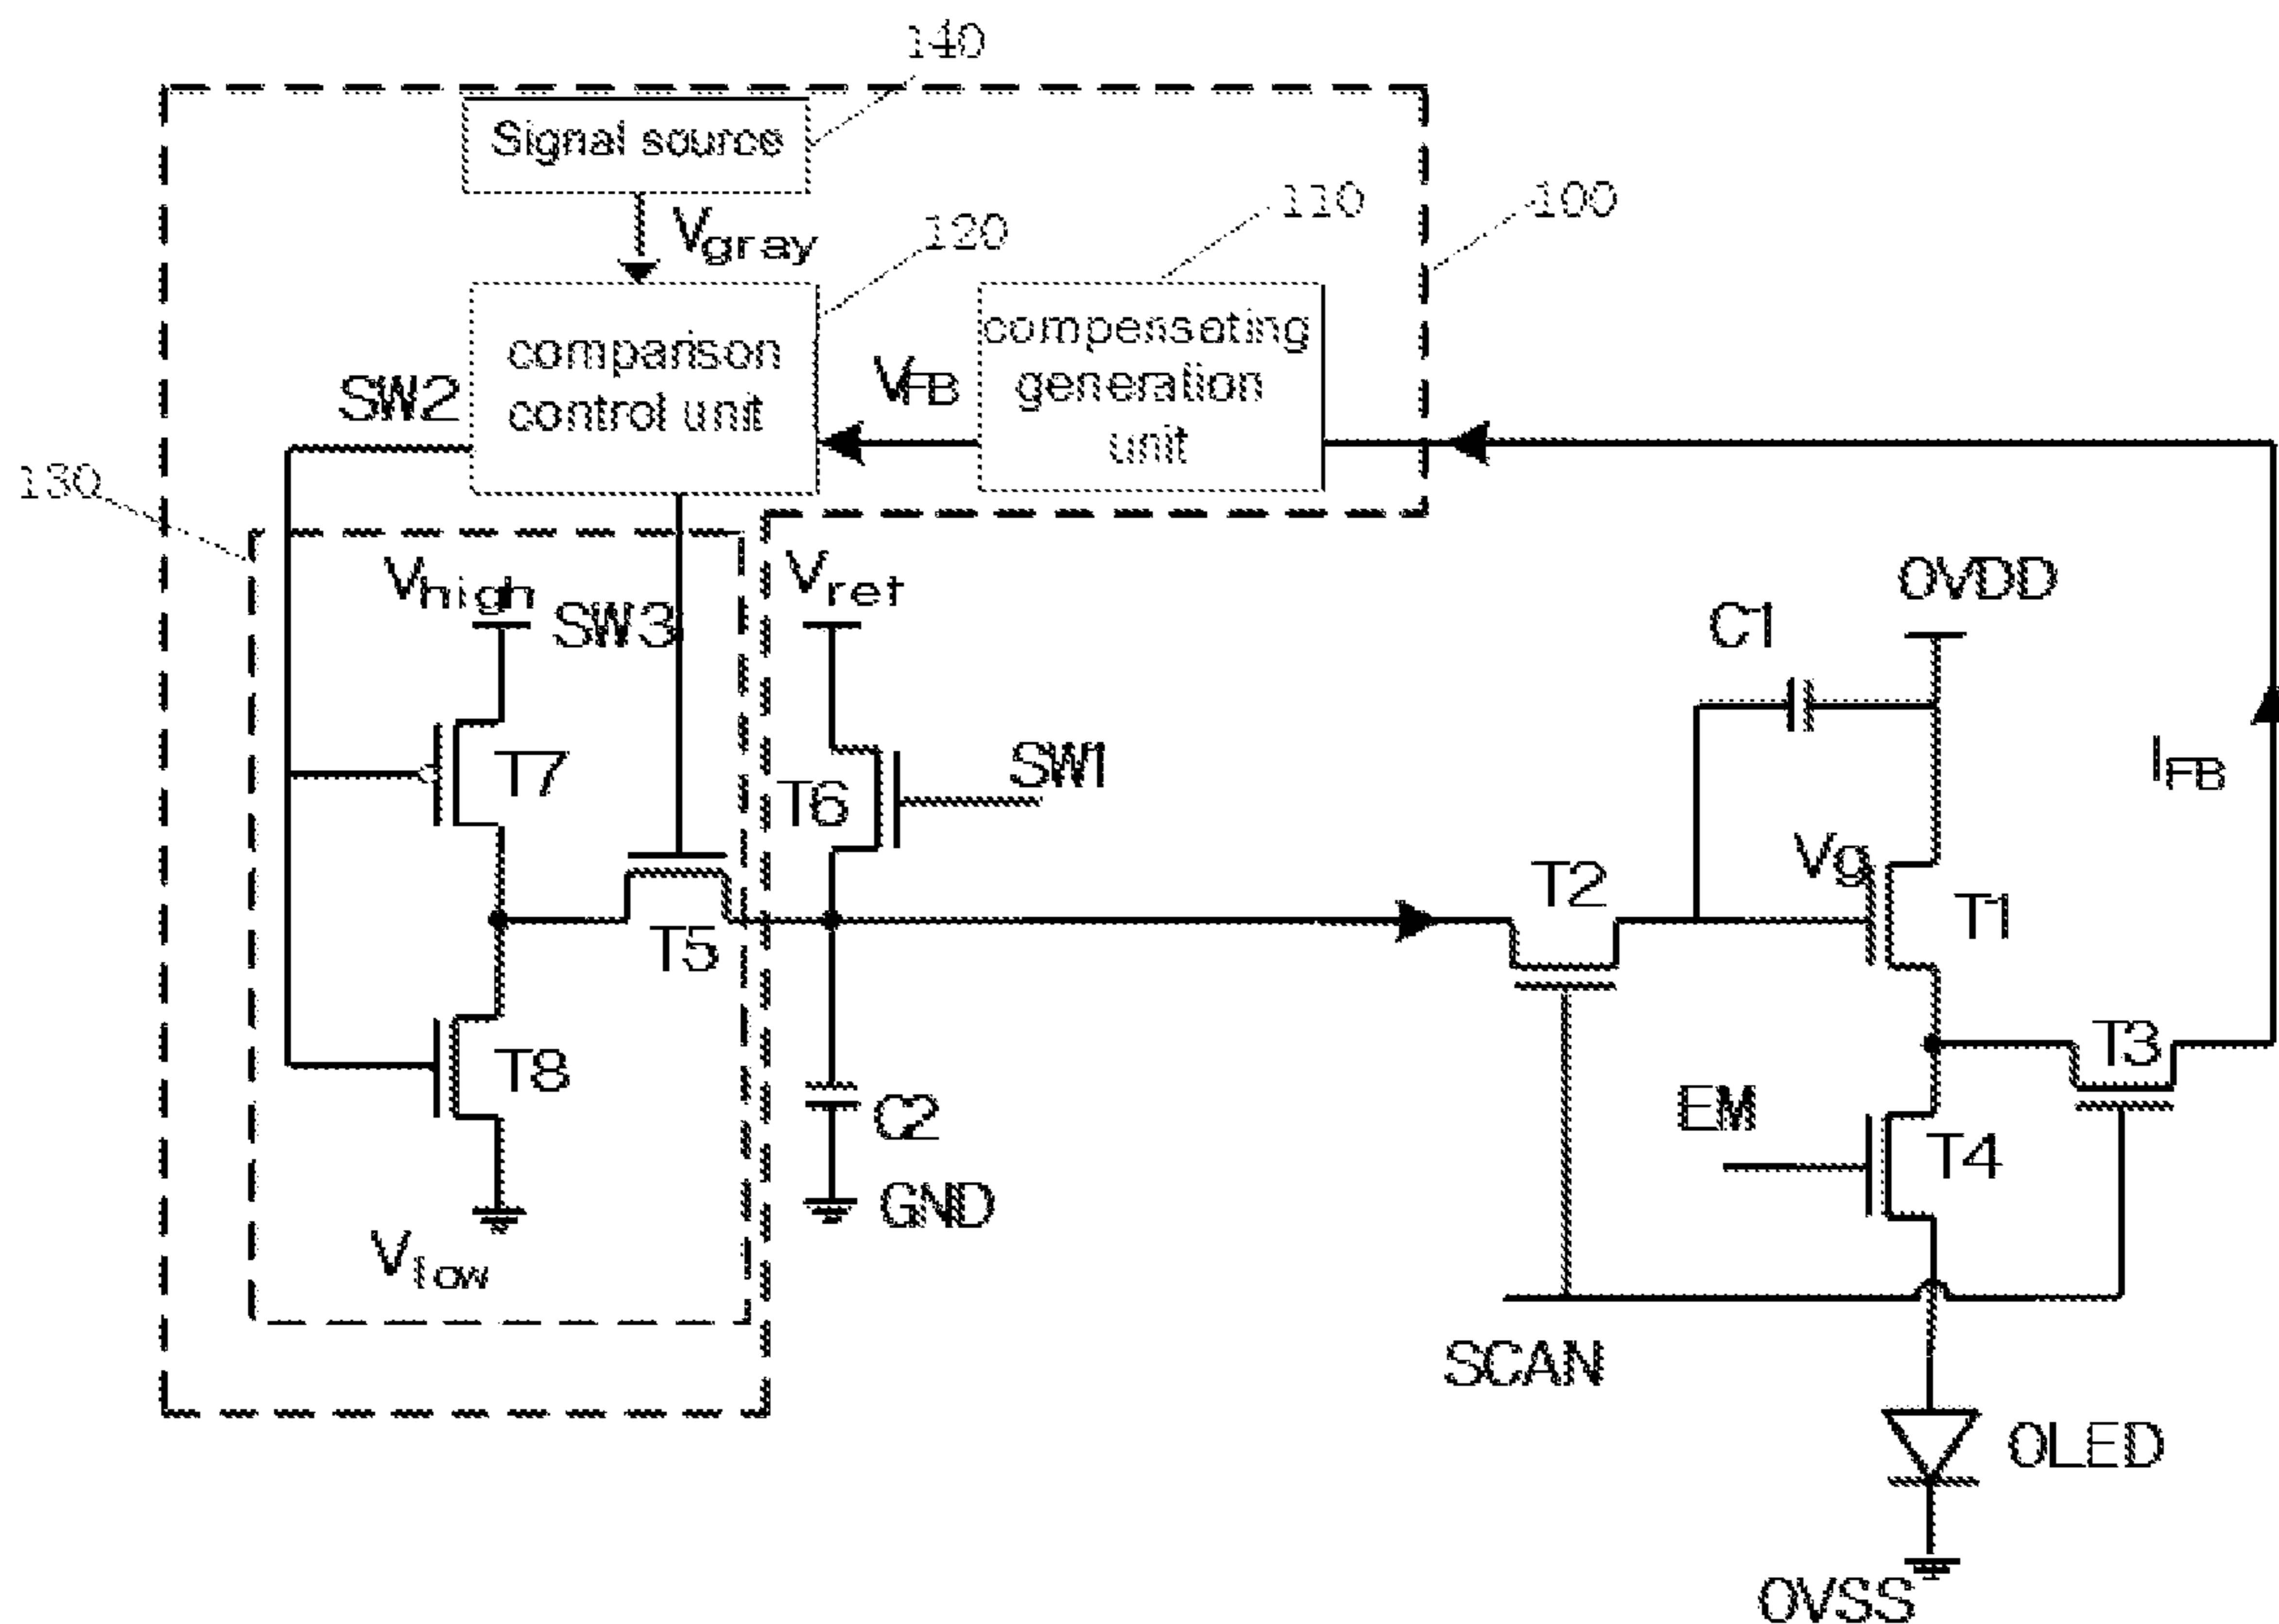 140
Signal source
Vgray
120
110
100
comparison
control unit
VFB
compensating
generation
unit
SW2
130
Vhigh
SW3
Vref
OVDD
C1
T7
T6
SW1
IFB
Vg
T2
T1
T5
T8
T3
C2
EM
T4
GND
Vlow
SCAN
OLED
OVSS